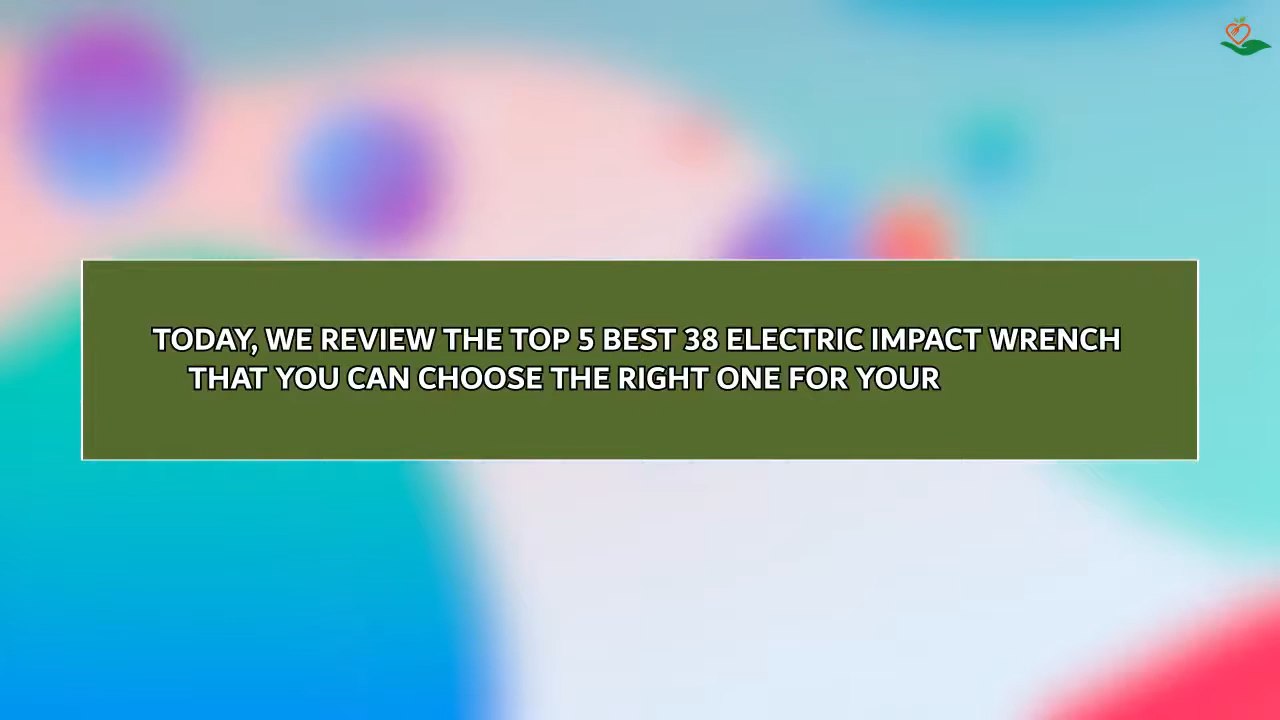 TODAY, WE REVIEW THE TOP 5 BEST 38 ELECTRIC IMPACT WRENCH
THAT YOU CAN CHOOSE THE RIGHT ONE FOR YOUR